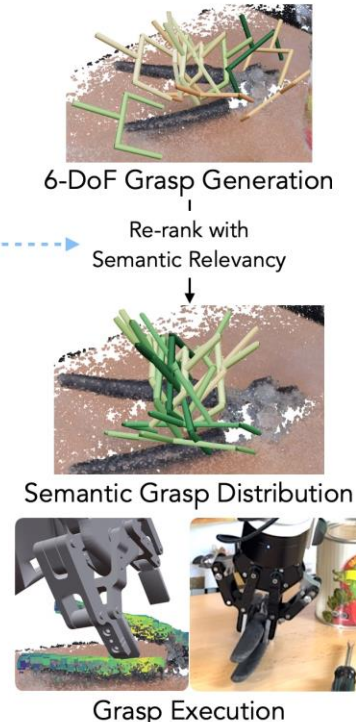 6-DoF Grasp Generation
Re-rank with
Semantic Relevancy
Semantic Grasp Distribution
Grasp Execution